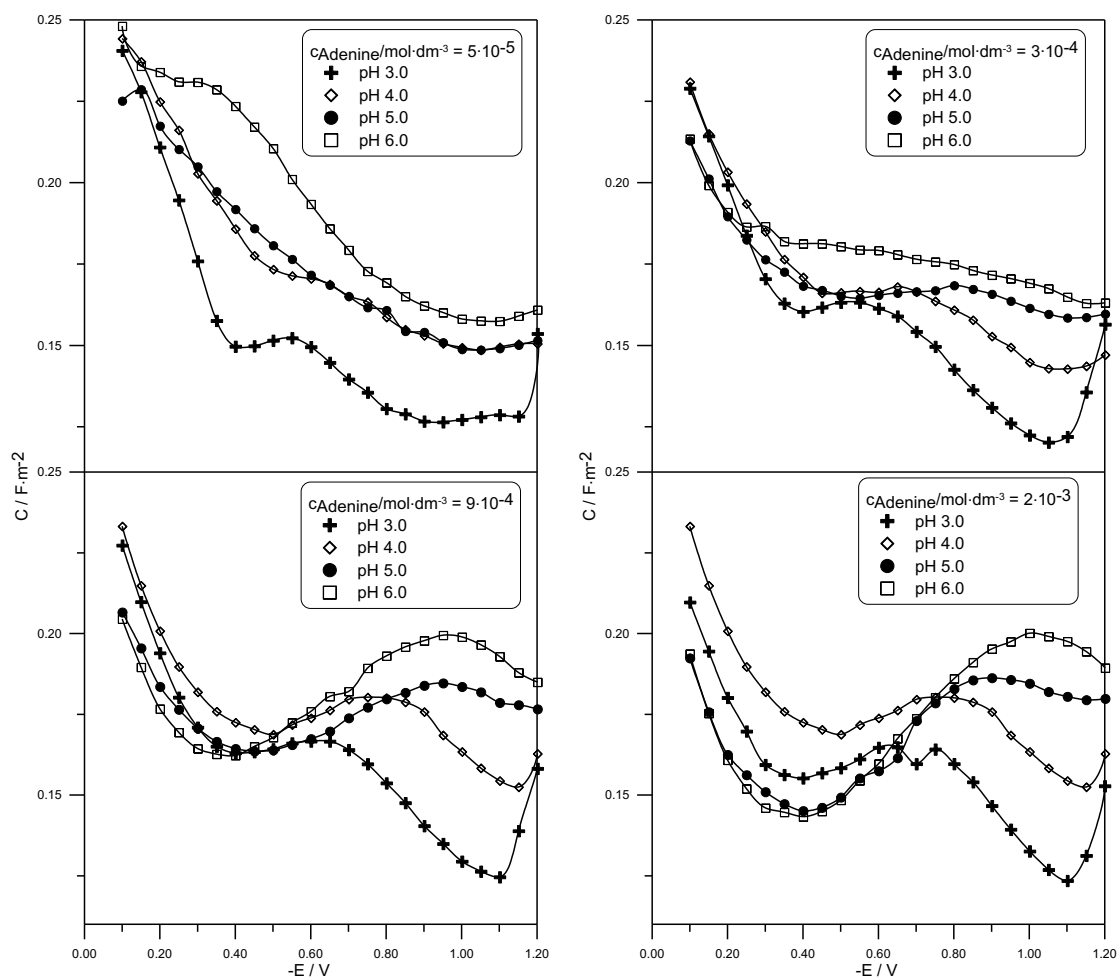 0.25
0.20
0.15
cAdenine/mol·dm-3 = 5·10-5
pH 3.0
pH 4.0
pH 5.0
pH 6.0
0.25
0.20
0.15
cAdenine/mol·dm-3 = 3·10-4
pH 3.0
pH 4.0
pH 5.0
pH 6.0
C / F·m-2
0.25
0.20
0.15
cAdenine/mol·dm-3 = 9·10-4
pH 3.0
pH 4.0
pH 5.0
pH 6.0
0.00 0.20 0.40 0.60 0.80 1.00 1.20
-E / V
C / F·m-2
0.25
0.20
0.15
cAdenine/mol·dm-3 = 2·10-3
pH 3.0
pH 4.0
pH 5.0
pH 6.0
0.00 0.20 0.40 0.60 0.80 1.00 1.20
-E / V